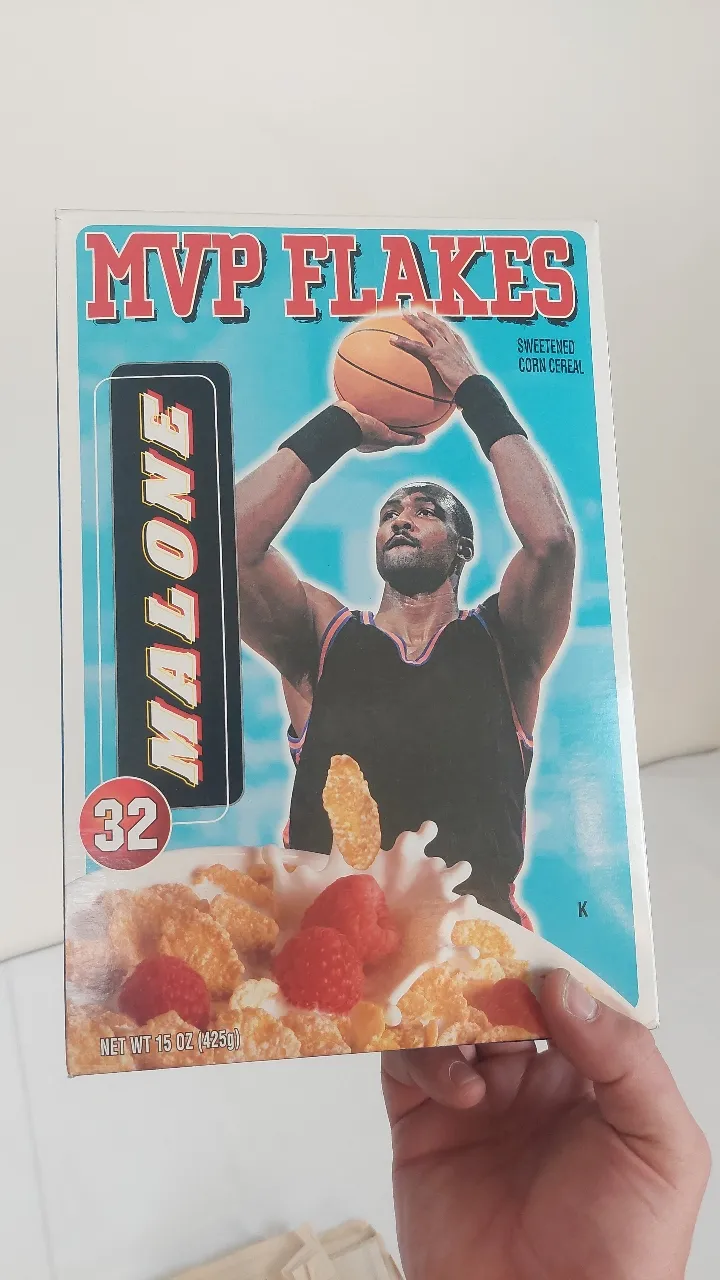 MVP FLAKES
SWEETENED
CORN CEREAL
MALONE
32
K
NET WT 15 OZ (425g)